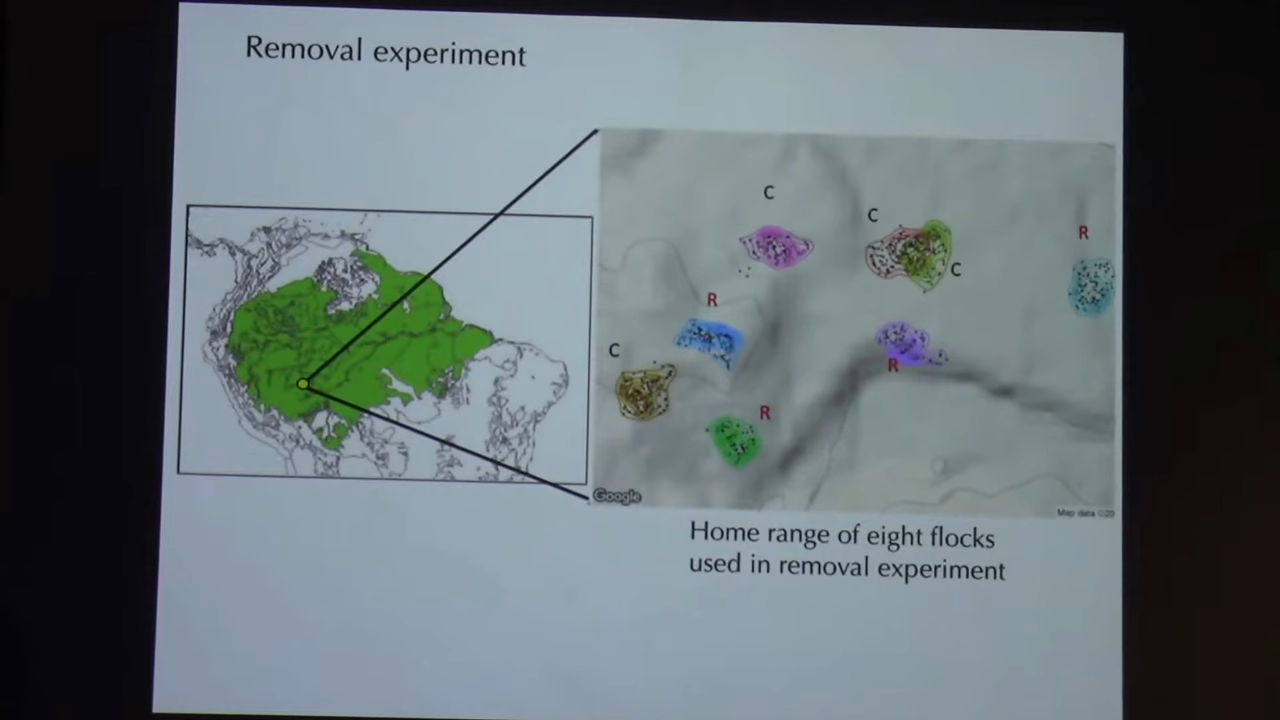 Removal experiment
C
C
R
C
R
C
R
R
Google
Map data ©20
Home range of eight flocks
used in removal experiment